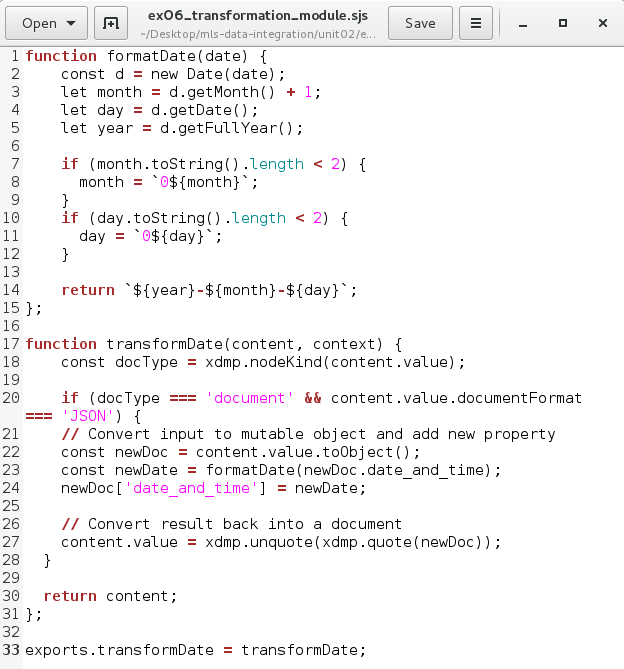 Open
ex06_transformation_module.sjs
~/Desktop/mls-data-integration/unit02/e...
Save
1 function formatDate(date) {
2     const d = new Date(date);
3     let month = d.getMonth() + 1;
4     let day = d.getDate();
5     let year = d.getFullYear();
6
7     if (month.toString().length < 2) {
8       month = `0${month}`;
9     }
10     if (day.toString().length < 2) {
11       day = `0${day}`;
12     }
13
14     return `${year}-${month}-${day}`;
15 };
16
17 function transformDate(content, context) {
18     const docType = xdmp.nodeKind(content.value);
19
20     if (docType === 'document' && content.value.documentFormat
=== 'JSON') {
21     // Convert input to mutable object and add new property
22     const newDoc = content.value.toObject();
23     const newDate = formatDate(newDoc.date_and_time);
24     newDoc['date_and_time'] = newDate;
25
26     // Convert result back into a document
27     content.value = xdmp.unquote(xdmp.quote(newDoc));
28   }
29
30   return content;
31 };
32
33 exports.transformDate = transformDate;